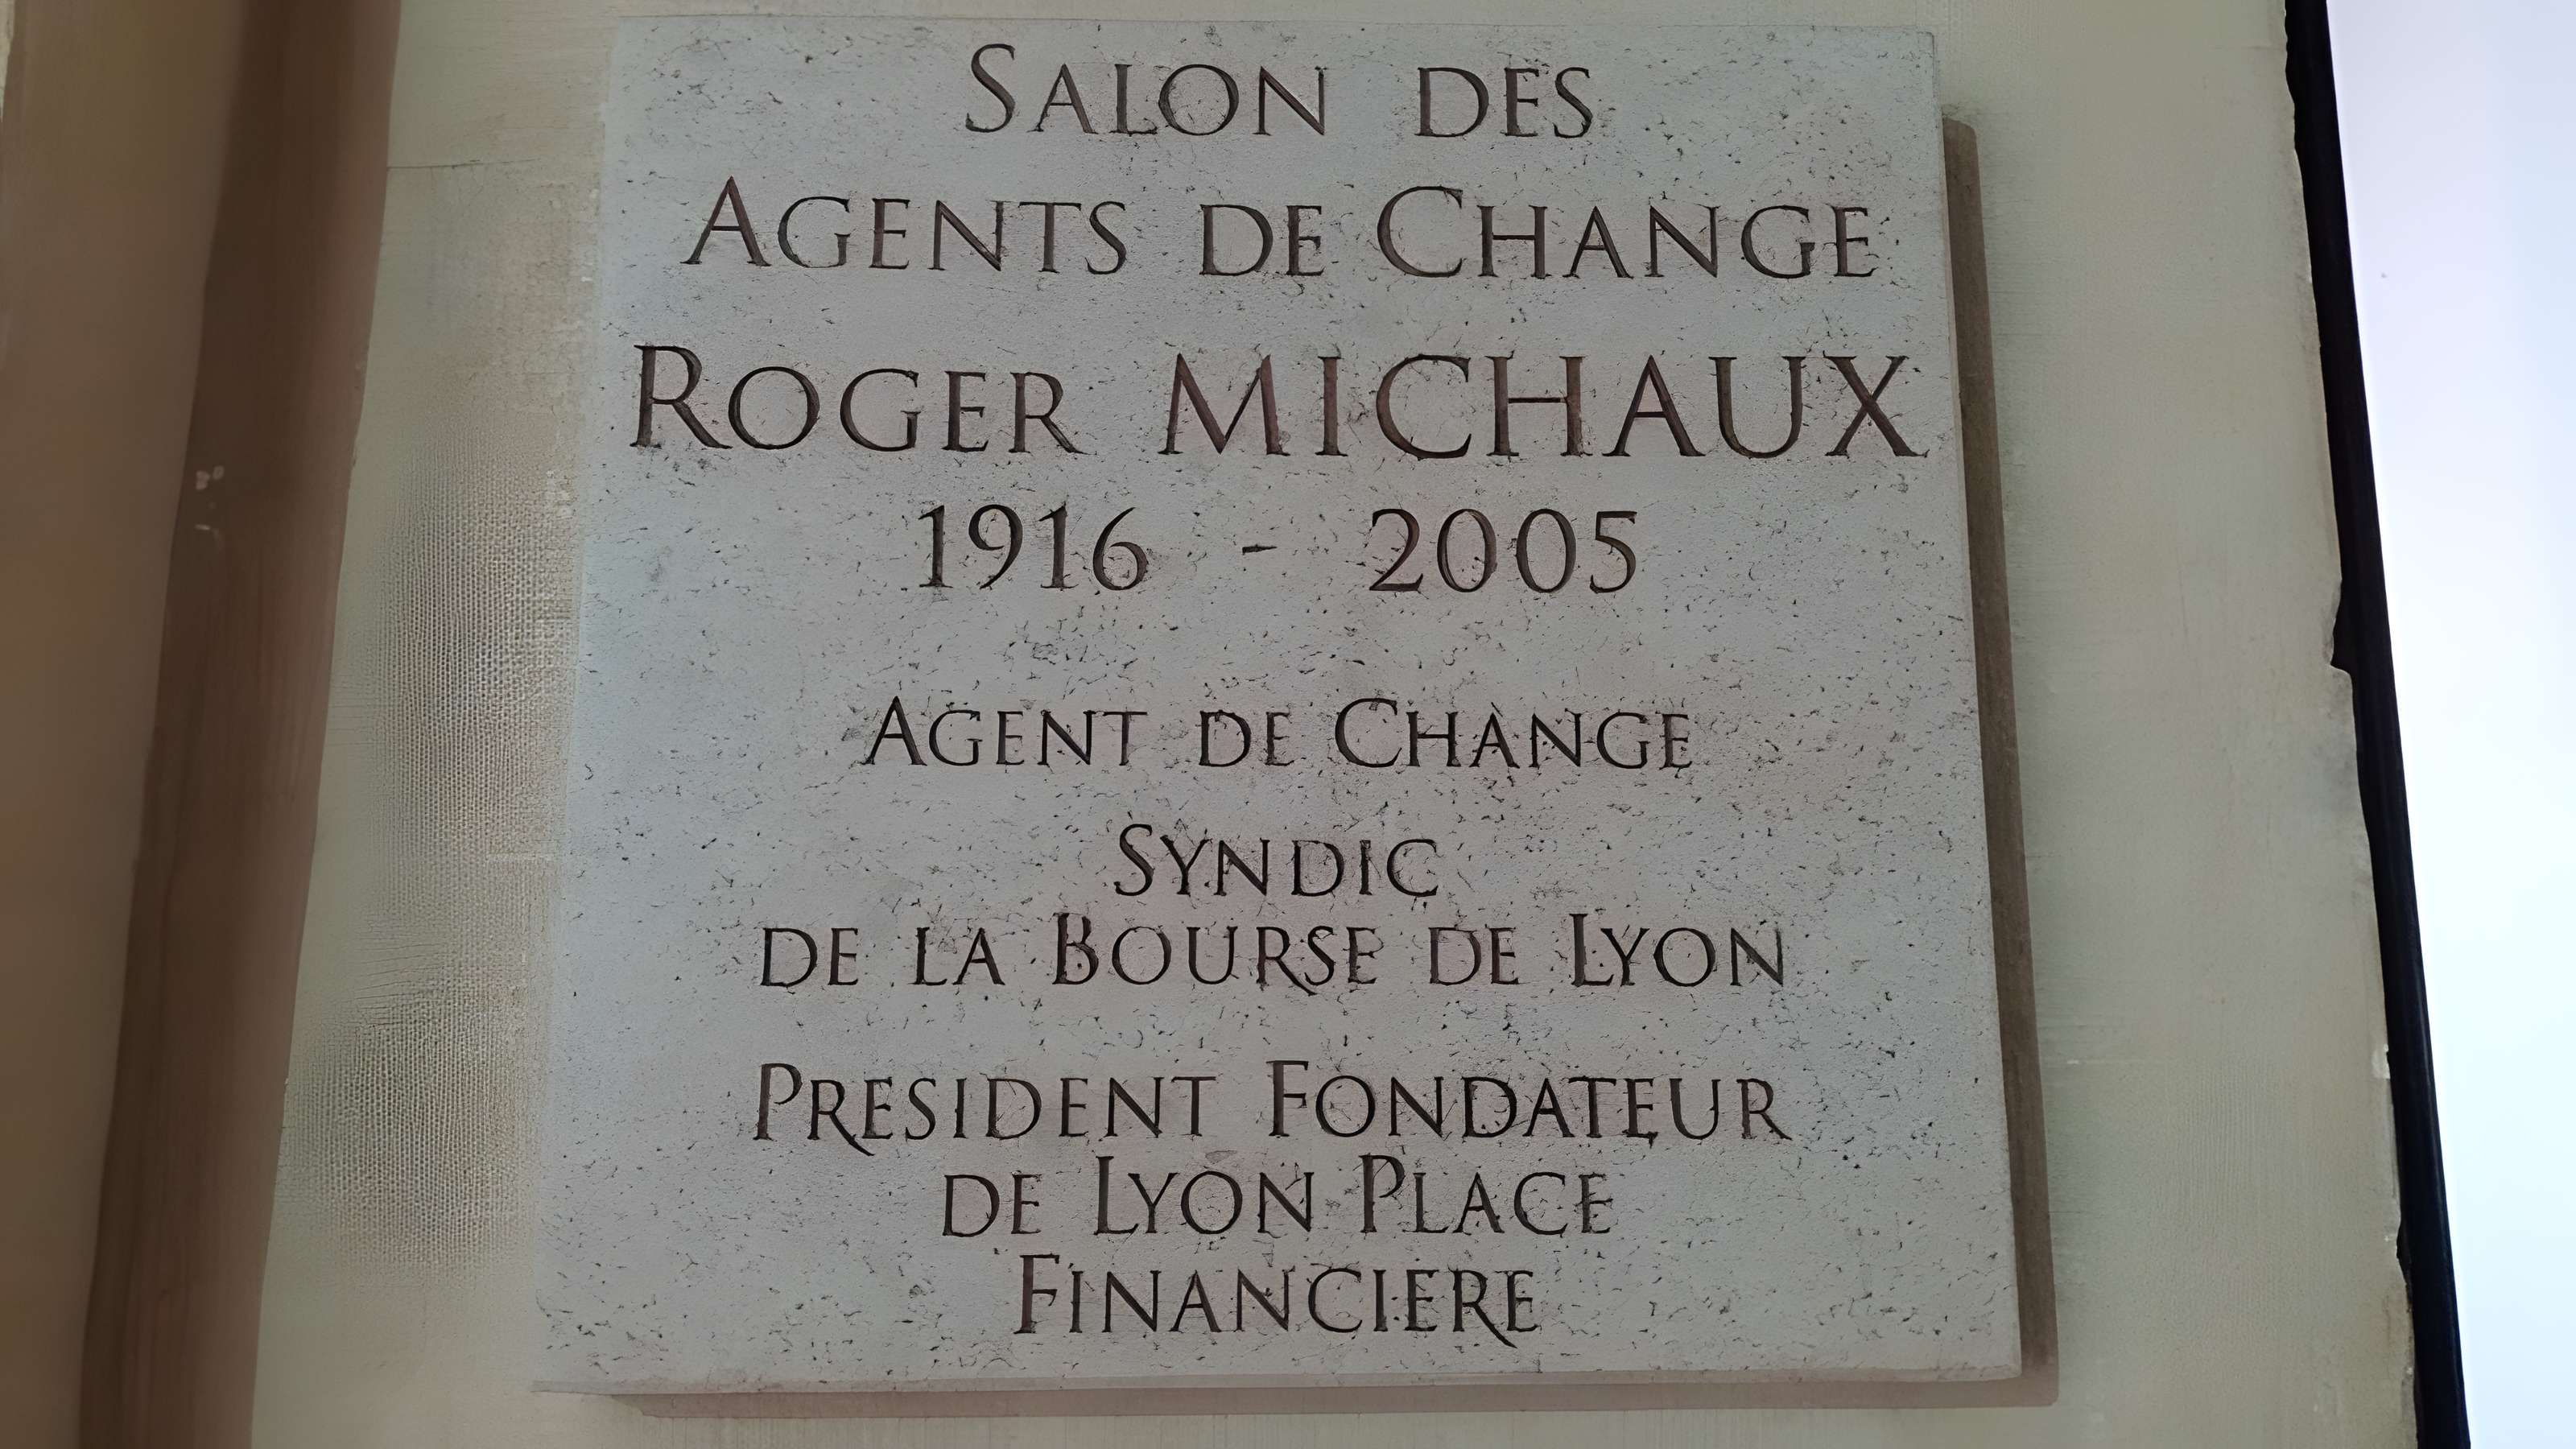 SALON DES
AGENTS DE CHANGE
ROGER MICHAUX
1916 - 2005
AGENT DE CHANGE
SYNDIC
DE LA BOURSE DE LYON
PRESIDENT FONDATEUR
DE LYON PLACE
FINANCIERE